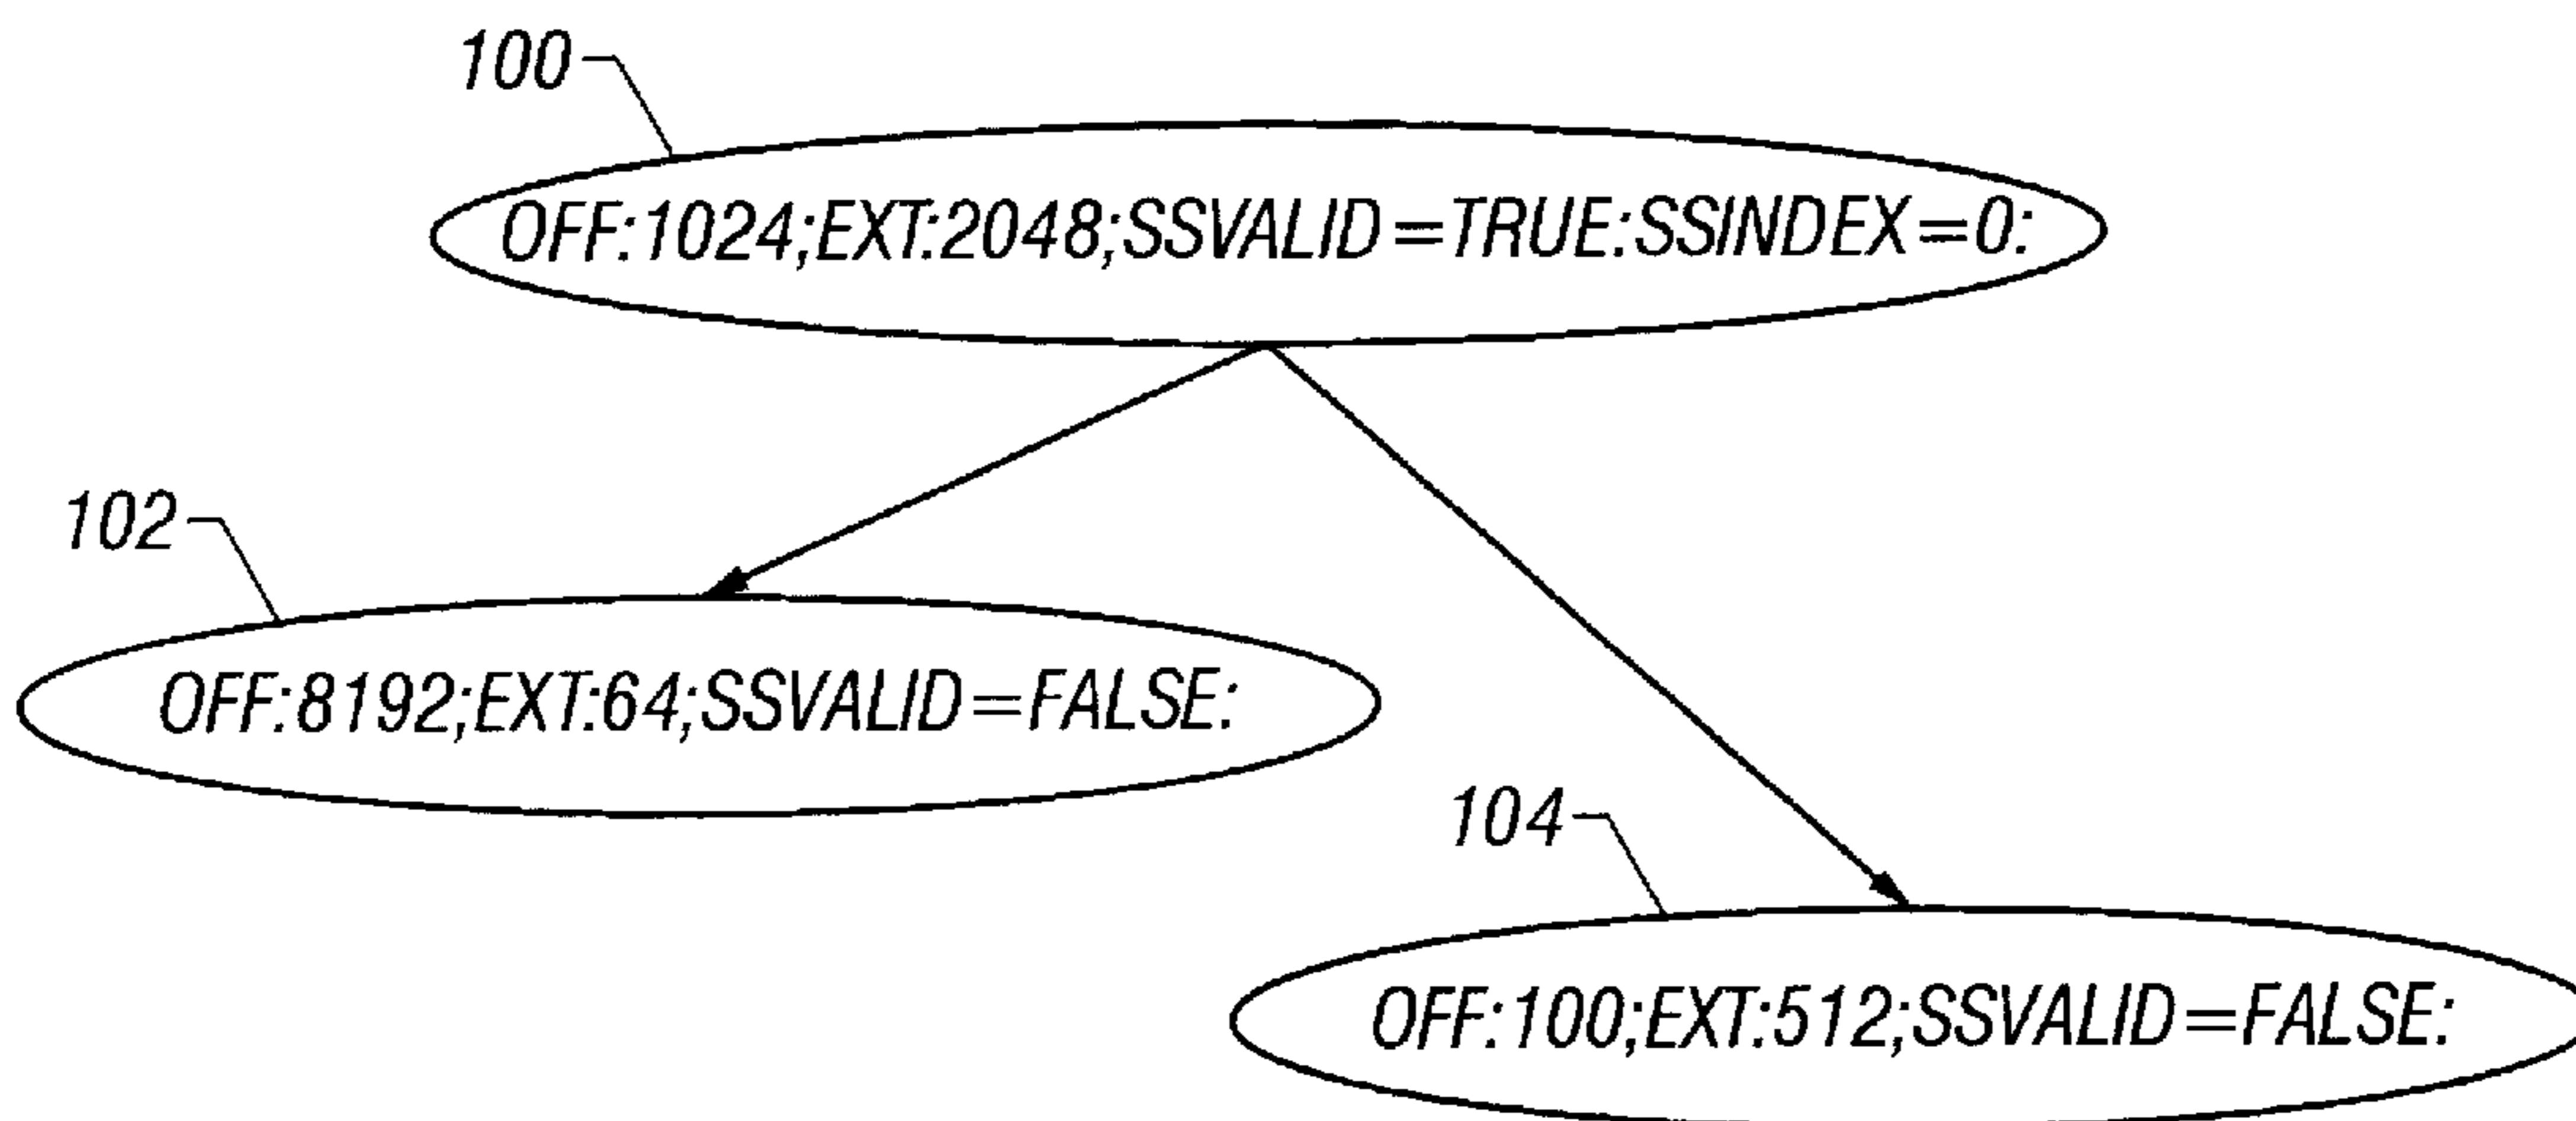 100
OFF:1024;EXT:2048;SSVALID=TRUE:SSINDEX=0:
102
OFF:8192;EXT:64;SSVALID=FALSE:
104
OFF:100;EXT:512;SSVALID=FALSE: